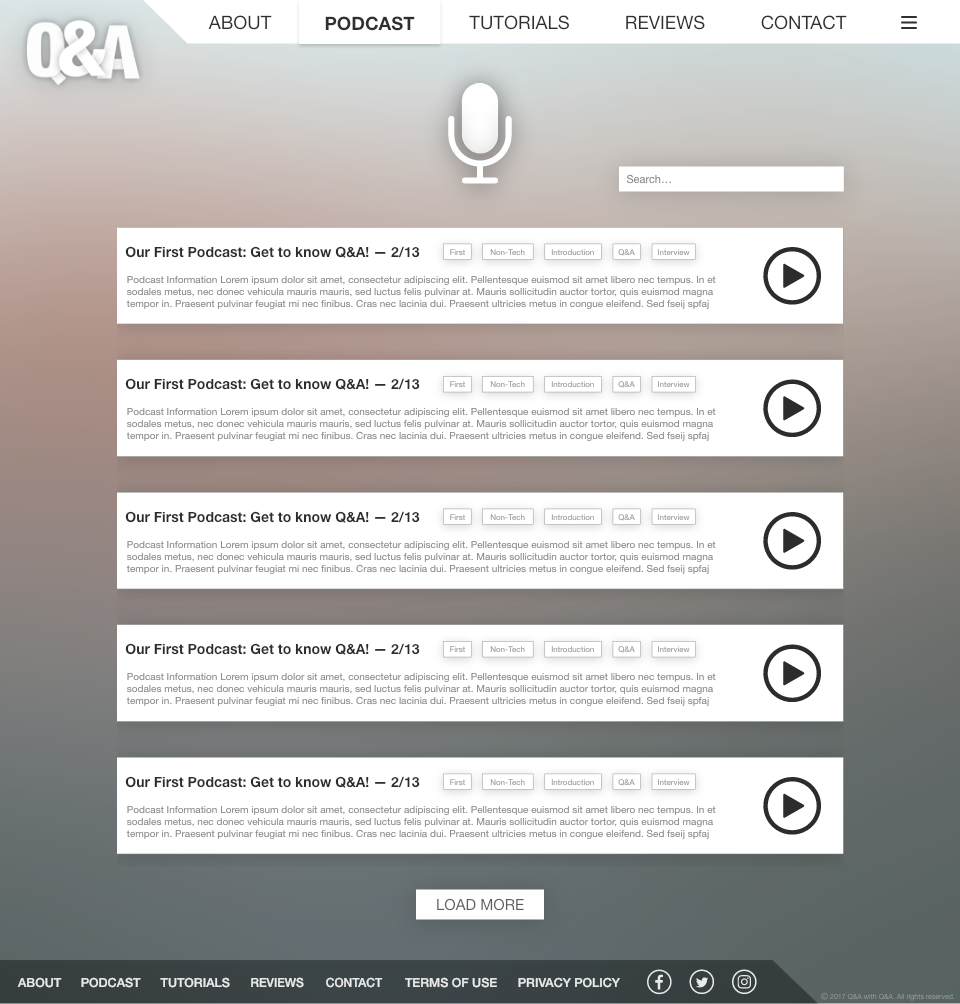 Q&A
ABOUT PODCAST TUTORIALS REVIEWS CONTACT
Search...
Our First Podcast: Get to know Q&A! — 2/13 First Non-Tech Introduction Q&A Interview
Podcast Information Lorem ipsum dolor sit amet, consectetur adipiscing elit. Pellentesque euismod sit amet libero nec tempus. In et
sodales metus, nec donec vehicula mauris mauris, sed luctus felis pulvinar at. Mauris sollicitudin auctor tortor, quis euismod magna
tempor in. Praesent pulvinar feugiat mi nec finibus. Cras nec lacinia dui. Praesent ultricies metus in congue eleifend. Sed fseij spfaj
Our First Podcast: Get to know Q&A! — 2/13 First Non-Tech Introduction Q&A Interview
Podcast Information Lorem ipsum dolor sit amet, consectetur adipiscing elit. Pellentesque euismod sit amet libero nec tempus. In et
sodales metus, nec donec vehicula mauris mauris, sed luctus felis pulvinar at. Mauris sollicitudin auctor tortor, quis euismod magna
tempor in. Praesent pulvinar feugiat mi nec finibus. Cras nec lacinia dui. Praesent ultricies metus in congue eleifend. Sed fseij spfaj
Our First Podcast: Get to know Q&A! — 2/13 First Non-Tech Introduction Q&A Interview
Podcast Information Lorem ipsum dolor sit amet, consectetur adipiscing elit. Pellentesque euismod sit amet libero nec tempus. In et
sodales metus, nec donec vehicula mauris mauris, sed luctus felis pulvinar at. Mauris sollicitudin auctor tortor, quis euismod magna
tempor in. Praesent pulvinar feugiat mi nec finibus. Cras nec lacinia dui. Praesent ultricies metus in congue eleifend. Sed fseij spfaj
Our First Podcast: Get to know Q&A! — 2/13 First Non-Tech Introduction Q&A Interview
Podcast Information Lorem ipsum dolor sit amet, consectetur adipiscing elit. Pellentesque euismod sit amet libero nec tempus. In et
sodales metus, nec donec vehicula mauris mauris, sed luctus felis pulvinar at. Mauris sollicitudin auctor tortor, quis euismod magna
tempor in. Praesent pulvinar feugiat mi nec finibus. Cras nec lacinia dui. Praesent ultricies metus in congue eleifend. Sed fseij spfaj
Our First Podcast: Get to know Q&A! — 2/13 First Non-Tech Introduction Q&A Interview
Podcast Information Lorem ipsum dolor sit amet, consectetur adipiscing elit. Pellentesque euismod sit amet libero nec tempus. In et
sodales metus, nec donec vehicula mauris mauris, sed luctus felis pulvinar at. Mauris sollicitudin auctor tortor, quis euismod magna
tempor in. Praesent pulvinar feugiat mi nec finibus. Cras nec lacinia dui. Praesent ultricies metus in congue eleifend. Sed fseij spfaj
LOAD MORE
ABOUT PODCAST TUTORIALS REVIEWS CONTACT TERMS OF USE PRIVACY POLICY
© 2017 Q&A with Q&A. All rights reserved.